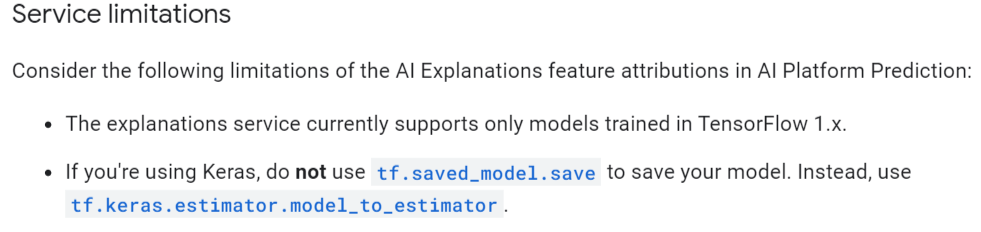 Service limitations
Consider the following limitations of the AI Explanations feature attributions in AI Platform Prediction:
• The explanations service currently supports only models trained in TensorFlow 1.x.
• If you're using Keras, do not use tf.saved_model.save to save your model. Instead, use
tf.keras.estimator.model_to_estimator.